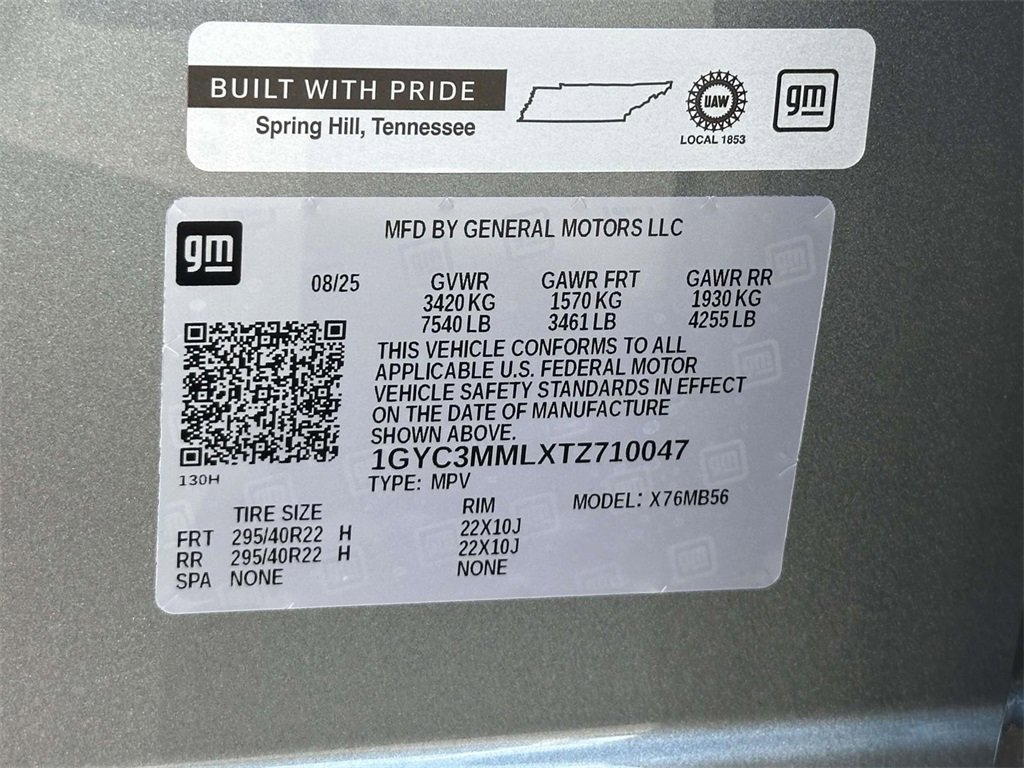 BUILT WITH PRIDE
Spring Hill, Tennessee
UAW
LOCAL 1853
gm
gm
MFD BY GENERAL MOTORS LLC
08/25 GVWR GAWR FRT GAWR RR
3420 KG 1570 KG 1930 KG
7540 LB 3461 LB 4255 LB
THIS VEHICLE CONFORMS TO ALL
APPLICABLE U.S. FEDERAL MOTOR
VEHICLE SAFETY STANDARDS IN EFFECT
ON THE DATE OF MANUFACTURE
SHOWN ABOVE.
1GYC3MMLXTZ710047
130H
TYPE: MPV
MODEL: X76MB56
TIRE SIZE RIM
FRT 295/40R22 H 22X10J
RR 295/40R22 H 22X10J
SPA NONE NONE